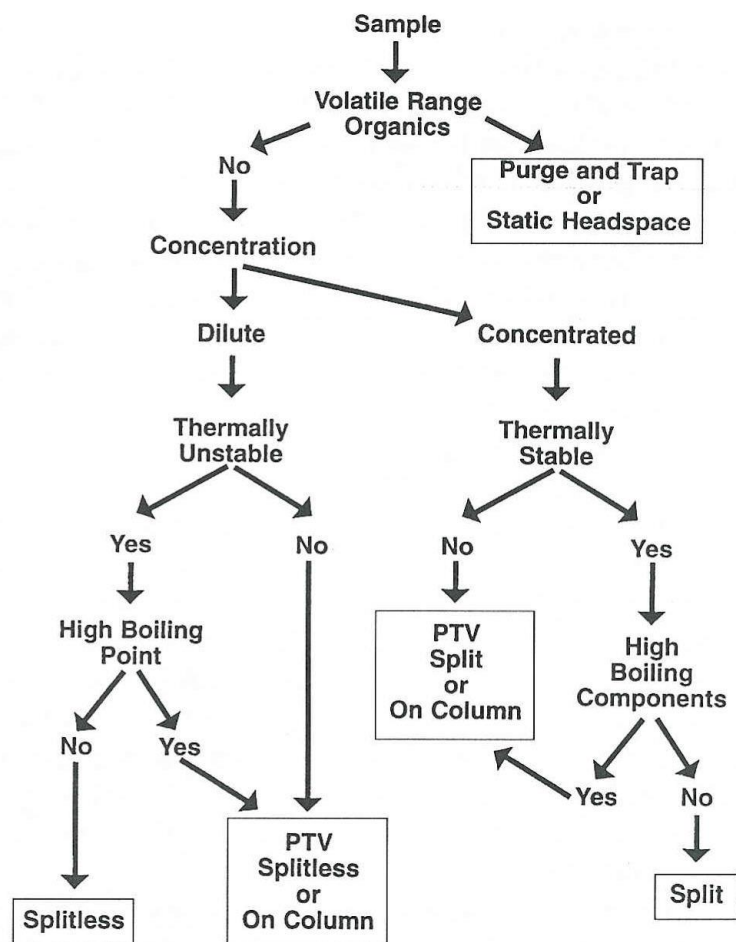 Sample
Volatile Range
Organics
No
Purge and Trap
or
Static Headspace
Concentration
Dilute
Concentrated
Thermally
Unstable
Thermally
Stable
Yes
No
No
Yes
High Boiling
Point
PTV
Split
or
On Column
High
Boiling
Components
No
Yes
Yes
No
PTV
Splitless
or
On Column
Splitless
Split